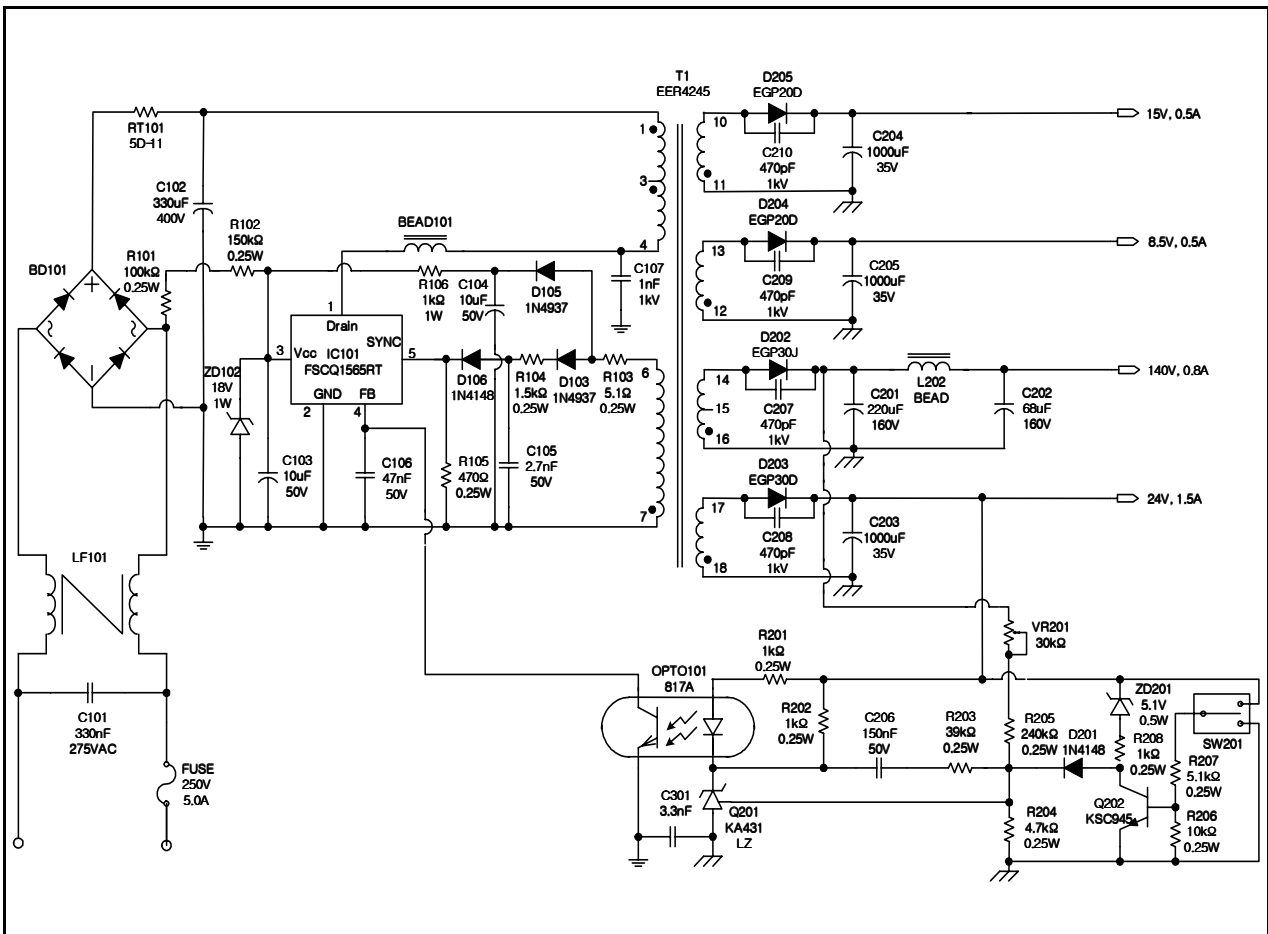 T1
EER4245
D205
EGP20D
RT101
5D-11
1
10
C210
470pF
1kV
C204
1000uF
35V
15V, 0.5A
C102
330uF
400V
3
11
D204
EGP20D
BEAD101
R102
150kΩ
0.25W
4
13
8.5V, 0.5A
BD101
R101
100kΩ
0.25W
R106
1kΩ
1W
C104
10uF
50V
D105
1N4937
C107
1nF
1kV
C209
470pF
1kV
C205
1000uF
35V
1
Drain
SYNC
12
3
Vcc
IC101
FSCQ1565RT
5
D202
EGP30J
L202
BEAD
ZD102
18V
1W
GND
FB
2
4
D106
1N4148
R104
1.5kΩ
0.25W
D103
1N4937
R103
5.1Ω
0.25W
6
14
15
16
C207
470pF
1kV
C201
220uF
160V
140V, 0.8A
C202
68uF
160V
C103
10uF
50V
C106
47nF
50V
R105
470Ω
0.25W
C105
2.7nF
50V
7
D203
EGP30D
17
24V, 1.5A
LF101
18
C208
470pF
1kV
C203
1000uF
35V
VR201
30kΩ
R201
1kΩ
0.25W
OPTO101
817A
R202
1kΩ
0.25W
C206
150nF
50V
R203
39kΩ
0.25W
R205
240kΩ
0.25W
D201
1N4148
ZD201
5.1V
0.5W
R208
1kΩ
0.25W
SW201
R207
5.1kΩ
0.25W
C101
330nF
275VAC
FUSE
250V
5.0A
C301
3.3nF
Q201
KA431
LZ
R204
4.7kΩ
0.25W
Q202
KSC945
R206
10kΩ
0.25W